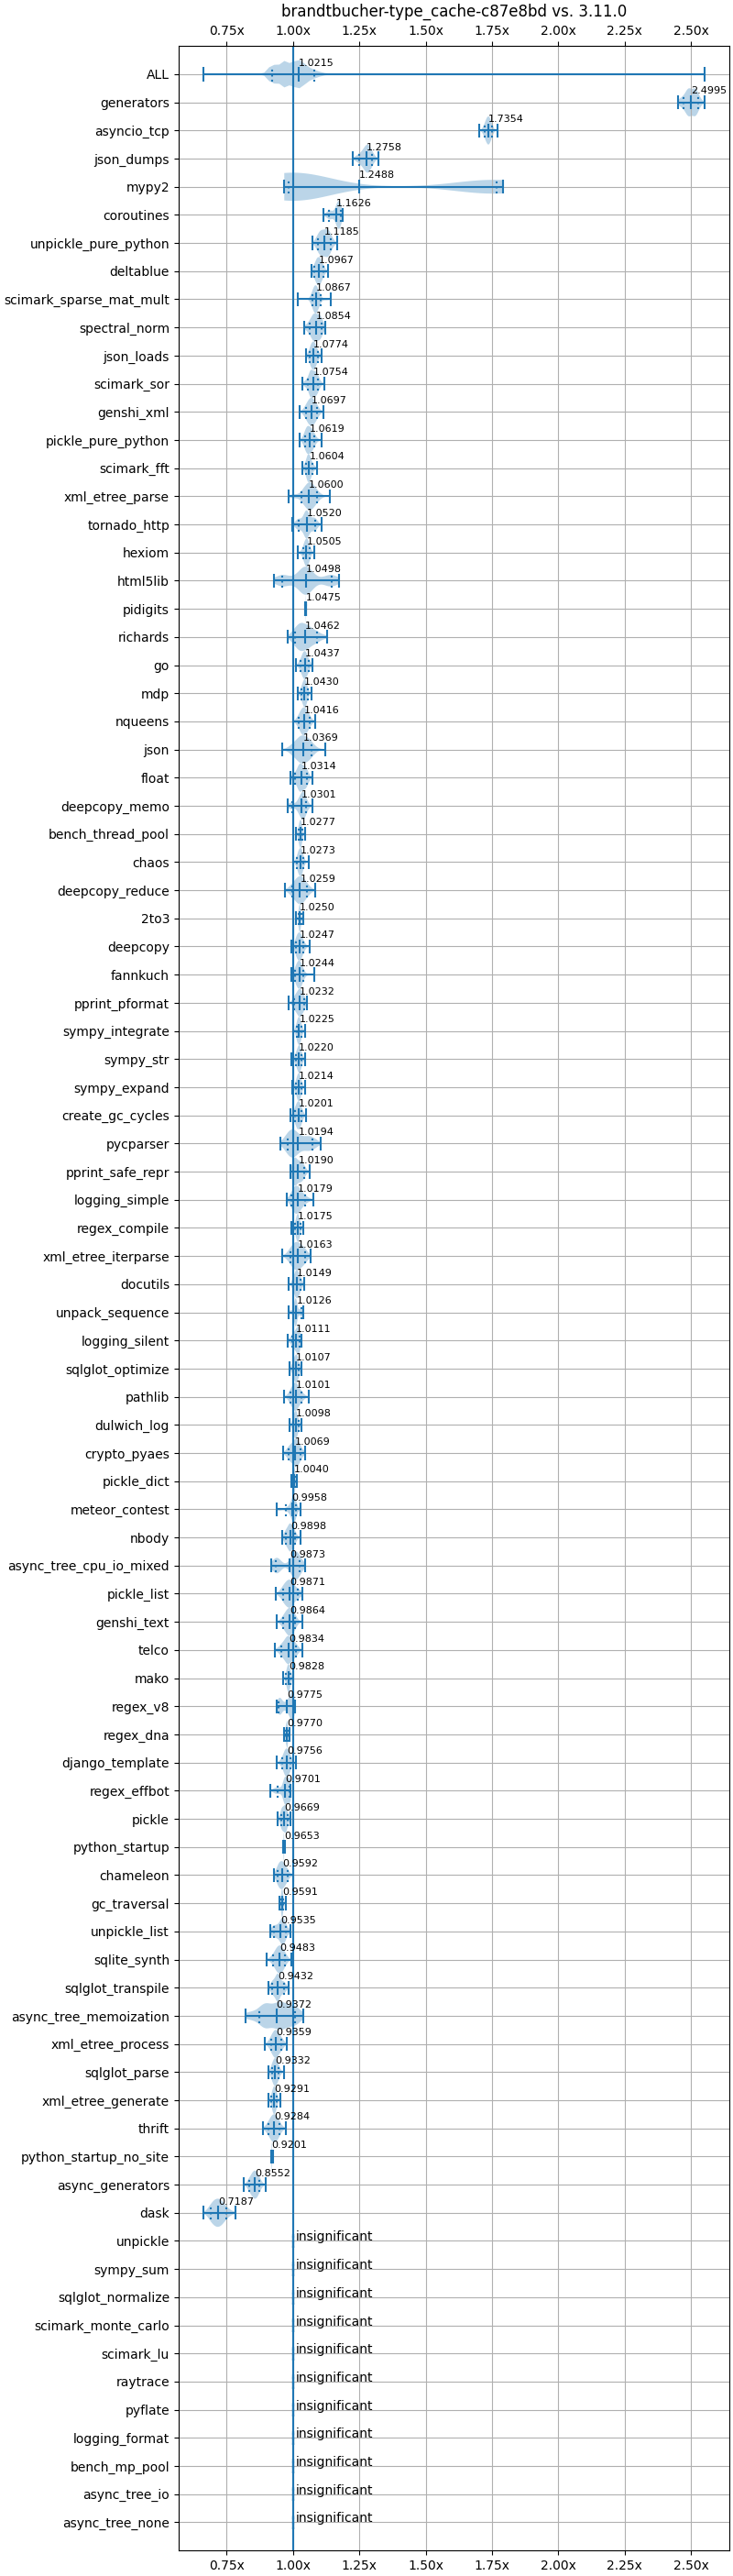 brandtbucher-type_cache-c87e8bd vs. 3.11.0
0.75x 1.00x 1.25x 1.50x 1.75x 2.00x 2.25x 2.50x
ALL 1.0215
generators 2.4995
asyncio_tcp 1.7354
json_dumps 1.2758
mypy2 1.2488
coroutines 1.1626
unpickle_pure_python 1.1185
deltablue 1.0967
scimark_sparse_mat_mult 1.0867
spectral_norm 1.0854
json_loads 1.0774
scimark_sor 1.0754
genshi_xml 1.0697
pickle_pure_python 1.0619
scimark_fft 1.0604
xml_etree_parse 1.0600
tornado_http 1.0520
hexiom 1.0505
html5lib 1.0498
pidigits 1.0475
richards 1.0462
go 1.0437
mdp 1.0430
nqueens 1.0416
json 1.0369
float 1.0314
deepcopy_memo 1.0301
bench_thread_pool 1.0277
chaos 1.0273
deepcopy_reduce 1.0259
2to3 1.0250
deepcopy 1.0247
fannkuch 1.0244
pprint_pformat 1.0232
sympy_integrate 1.0225
sympy_str 1.0220
sympy_expand 1.0214
create_gc_cycles 1.0201
pycparser 1.0194
pprint_safe_repr 1.0190
logging_simple 1.0179
regex_compile 1.0175
xml_etree_iterparse 1.0163
docutils 1.0149
unpack_sequence 1.0126
logging_silent 1.0111
sqlglot_optimize 1.0107
pathlib 1.0101
dulwich_log 1.0098
crypto_pyaes 1.0069
pickle_dict 1.0040
meteor_contest 0.9958
nbody 0.9898
async_tree_cpu_io_mixed 0.9873
pickle_list 0.9871
genshi_text 0.9864
telco 0.9834
mako 0.9828
regex_v8 0.9775
regex_dna 0.9770
django_template 0.9756
regex_effbot 0.9701
pickle 0.9669
python_startup 0.9653
chameleon 0.9592
gc_traversal 0.9591
unpickle_list 0.9535
sqlite_synth 0.9483
sqlglot_transpile 0.9432
async_tree_memoization 0.9372
xml_etree_process 0.9359
sqlglot_parse 0.9332
xml_etree_generate 0.9291
thrift 0.9284
python_startup_no_site 0.9201
async_generators 0.8552
dask 0.7187
unpickle insignificant
sympy_sum insignificant
sqlglot_normalize insignificant
scimark_monte_carlo insignificant
scimark_lu insignificant
raytrace insignificant
pyflate insignificant
logging_format insignificant
bench_mp_pool insignificant
async_tree_io insignificant
async_tree_none insignificant
0.75x 1.00x 1.25x 1.50x 1.75x 2.00x 2.25x 2.50x